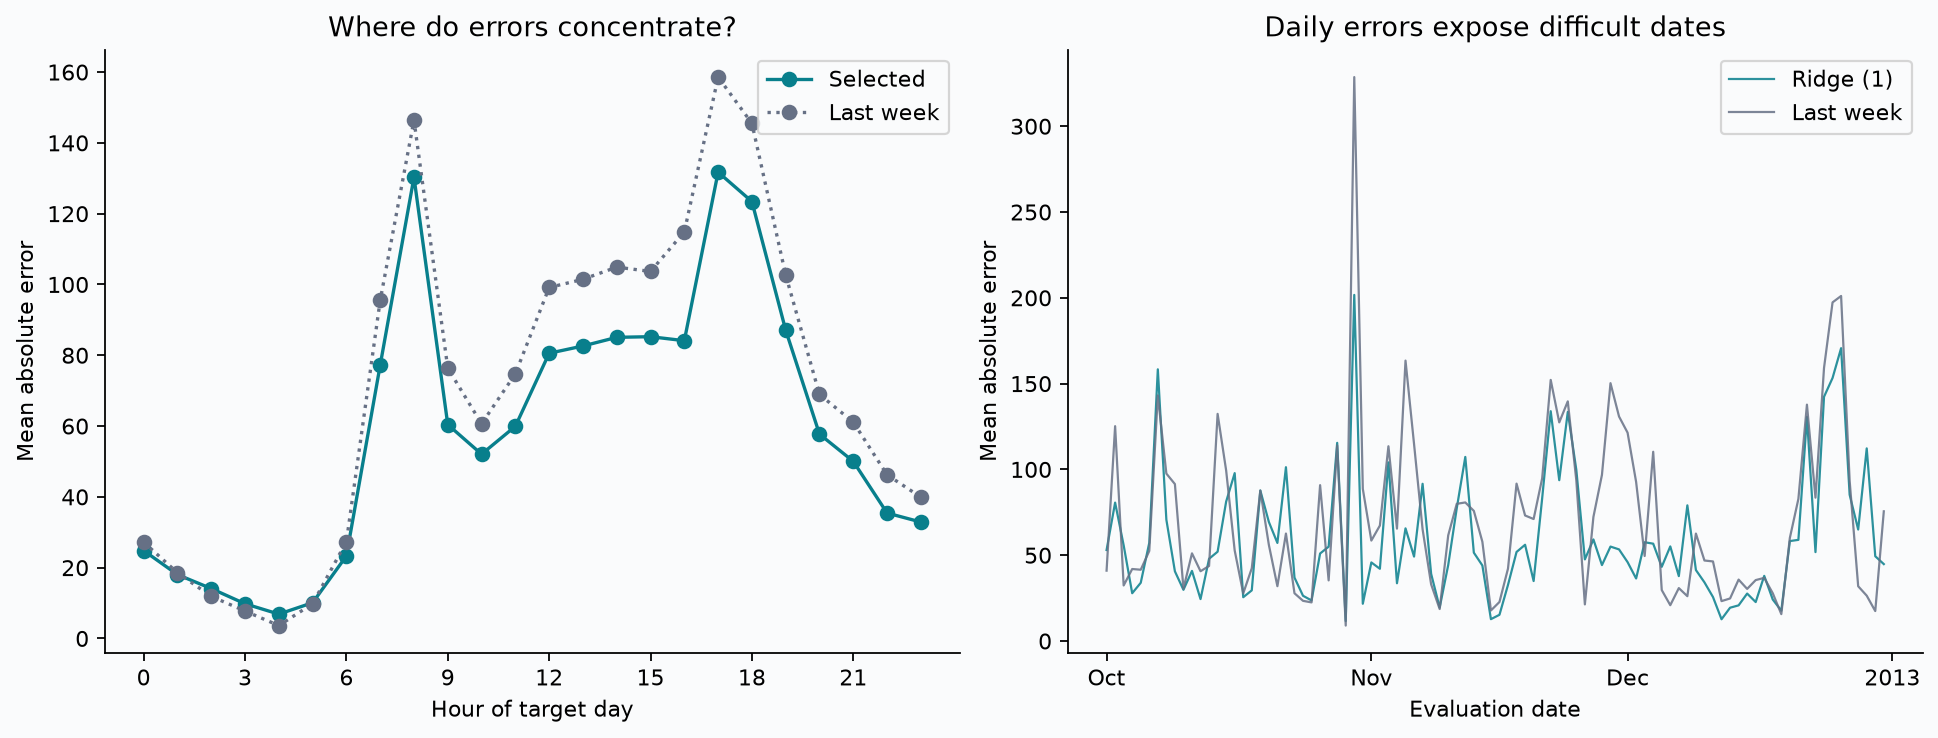 Where do errors concentrate?
Mean absolute error
160
140
120
100
80
60
40
20
0
Selected
Last week
0 3 6 9 12 15 18 21
Hour of target day
Daily errors expose difficult dates
Mean absolute error
300
250
200
150
100
50
0
Ridge (1)
Last week
Oct Nov Dec 2013
Evaluation date